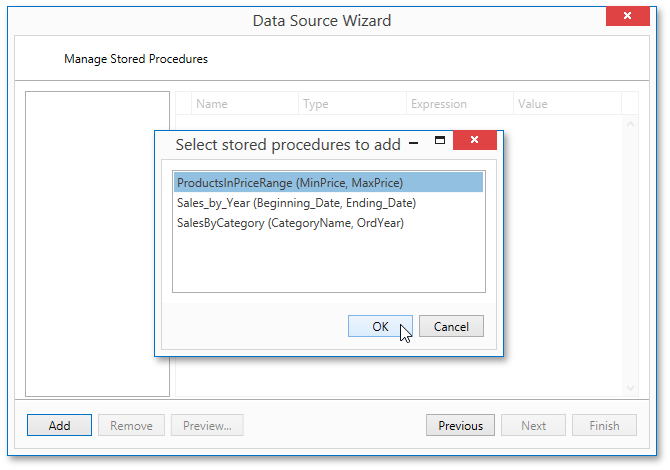 Data Source Wizard
Manage Stored Procedures
Name Type Expression Value
Select stored procedures to add
ProductsInPriceRange (MinPrice, MaxPrice)
Sales_by_Year (Beginning_Date, Ending_Date)
SalesByCategory (CategoryName, OrdYear)
OK Cancel
Add Remove Preview... Previous Next Finish